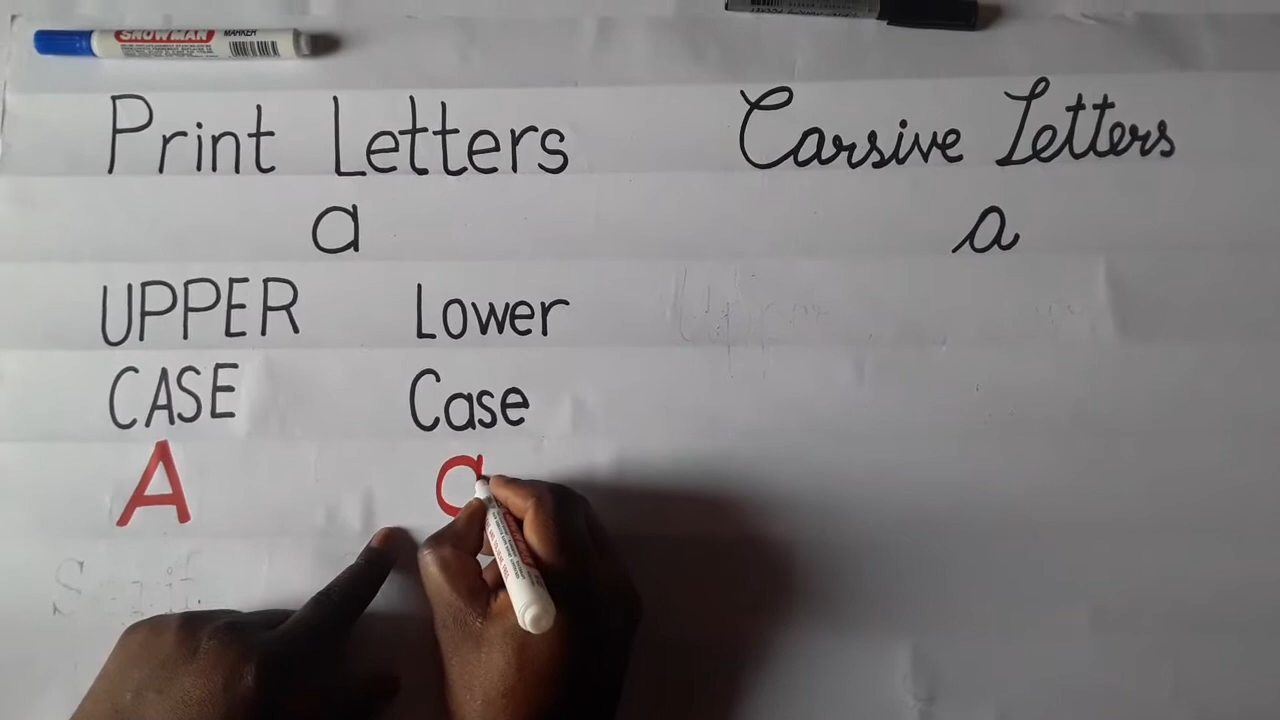 SNOWMAN MARKER
Print Letters
a
UPPER Lower
CASE Case
A a
Carsive Letters
a